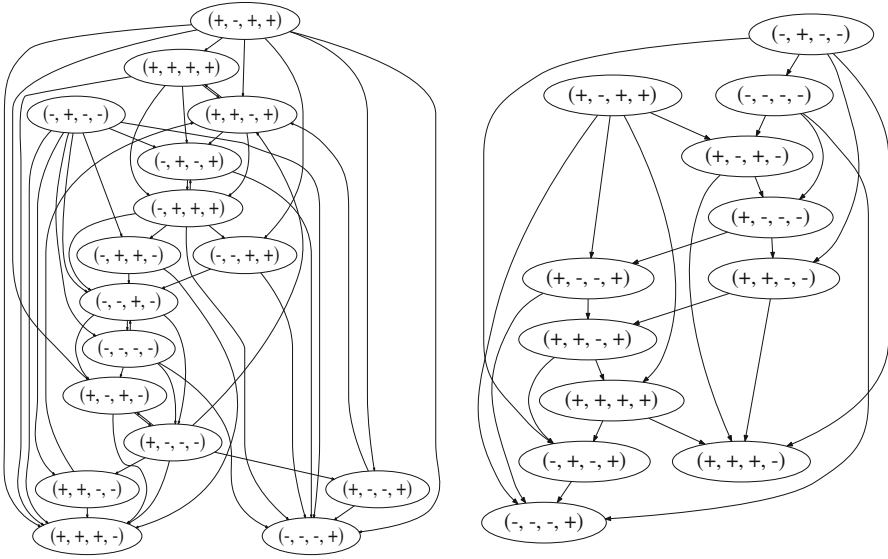 (+, -, +, +)
(+, +, +, +)
(-, +, -, -)
(+, +, -, +)
(-, +, -, +)
(-, +, +, +)
(-, +, +, -)
(-, -, +, +)
(-, -, +, -)
(-, -, -, -)
(+, -, +, -)
(+, -, -, -)
(+, +, -, -)
(+, -, -, +)
(+, +, +, -)
(-, -, -, +)
(-, +, -, -)
(+, -, +, +)
(-, -, -, -)
(+, -, +, -)
(+, -, -, -)
(+, -, -, +)
(+, +, -, -)
(+, +, -, +)
(+, +, +, +)
(-, +, -, +)
(+, +, +, -)
(-, -, -, +)